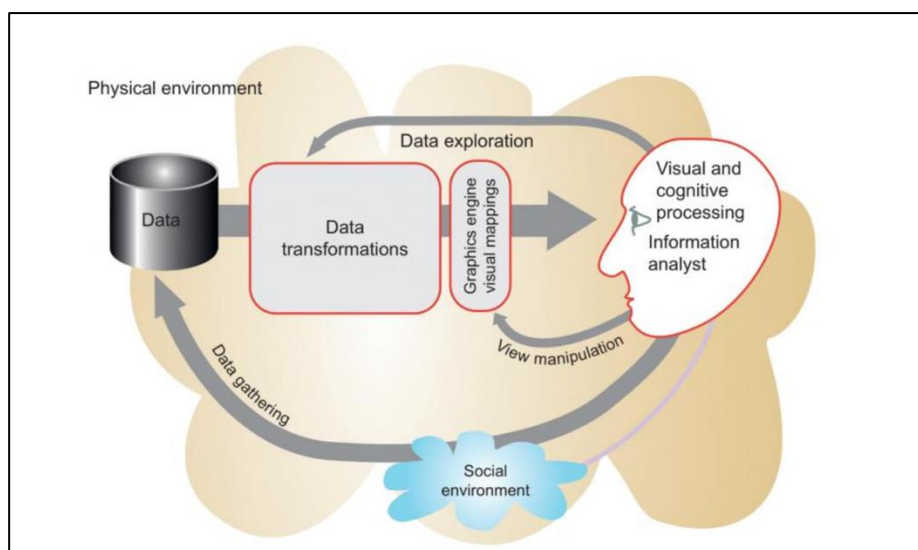 Physical environment
Data exploration
Visual and
cognitive
processing
Information
analyst
Data
Data
transformations
Graphics engine
visual mappings
View manipulation
Data gathering
Social
environment